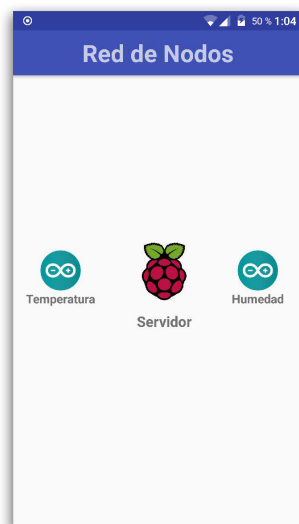 50 % 1:04
Red de Nodos
Temperatura
Servidor
Humedad